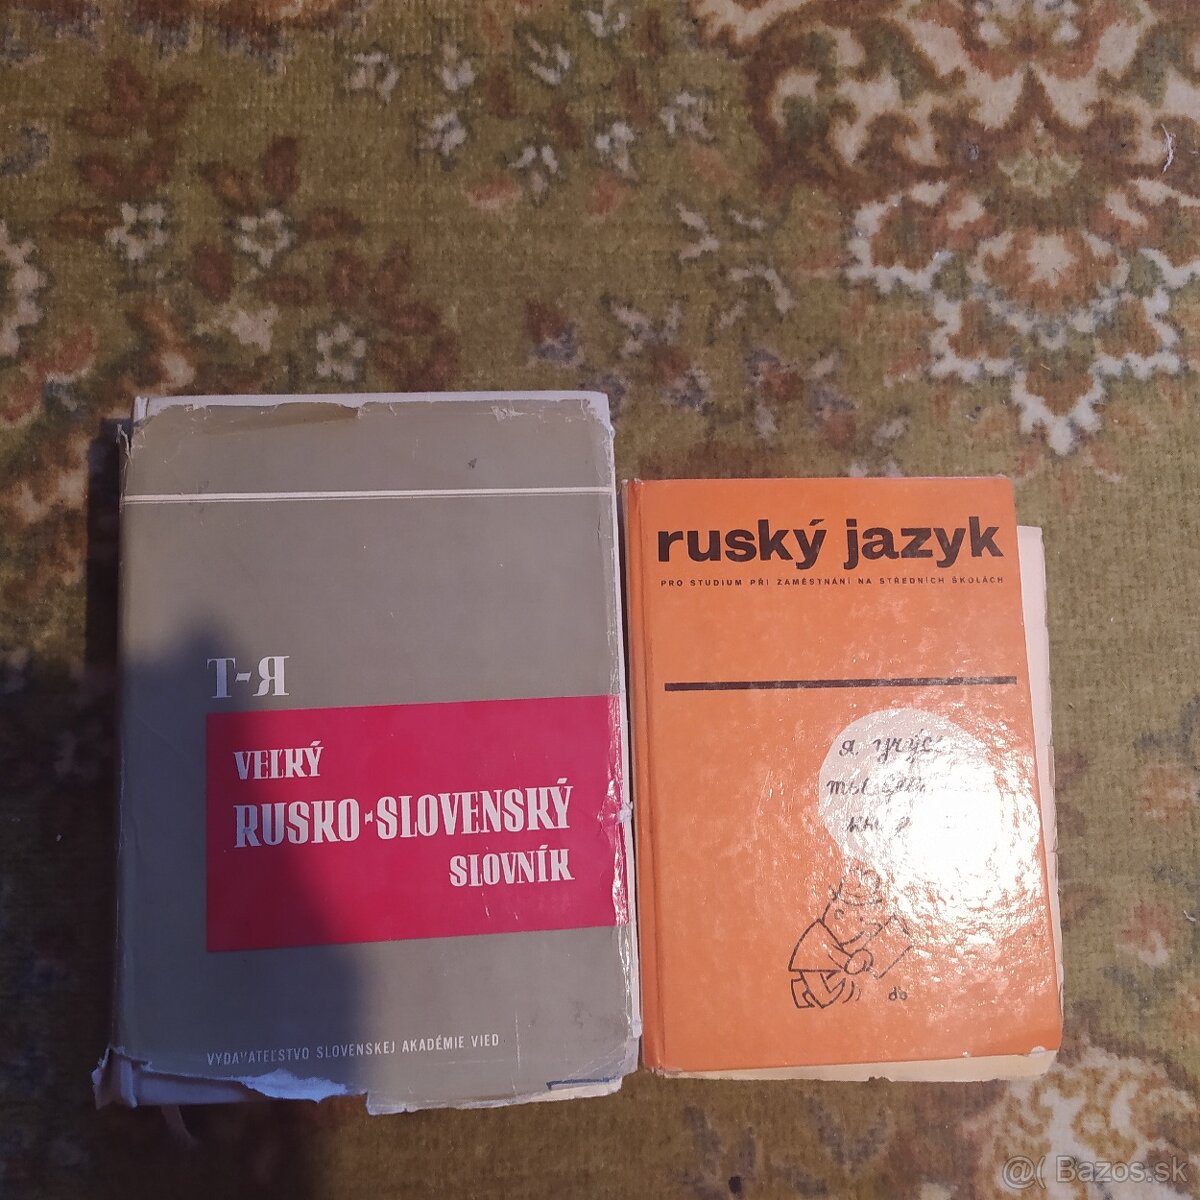 T-Я
VEĽKÝ
RUSKO-SLOVENSKÝ
SLOVNÍK
VYDAVATEĽSTVO SLOVENSKEJ AKADÉMIE VIED
ruský jazyk
PRO STUDIUM PŘI ZAMĚSTNÁNÍ NA STŘEDNÍCH ŠKOLÁCH
я
db
@( Bazos.sk